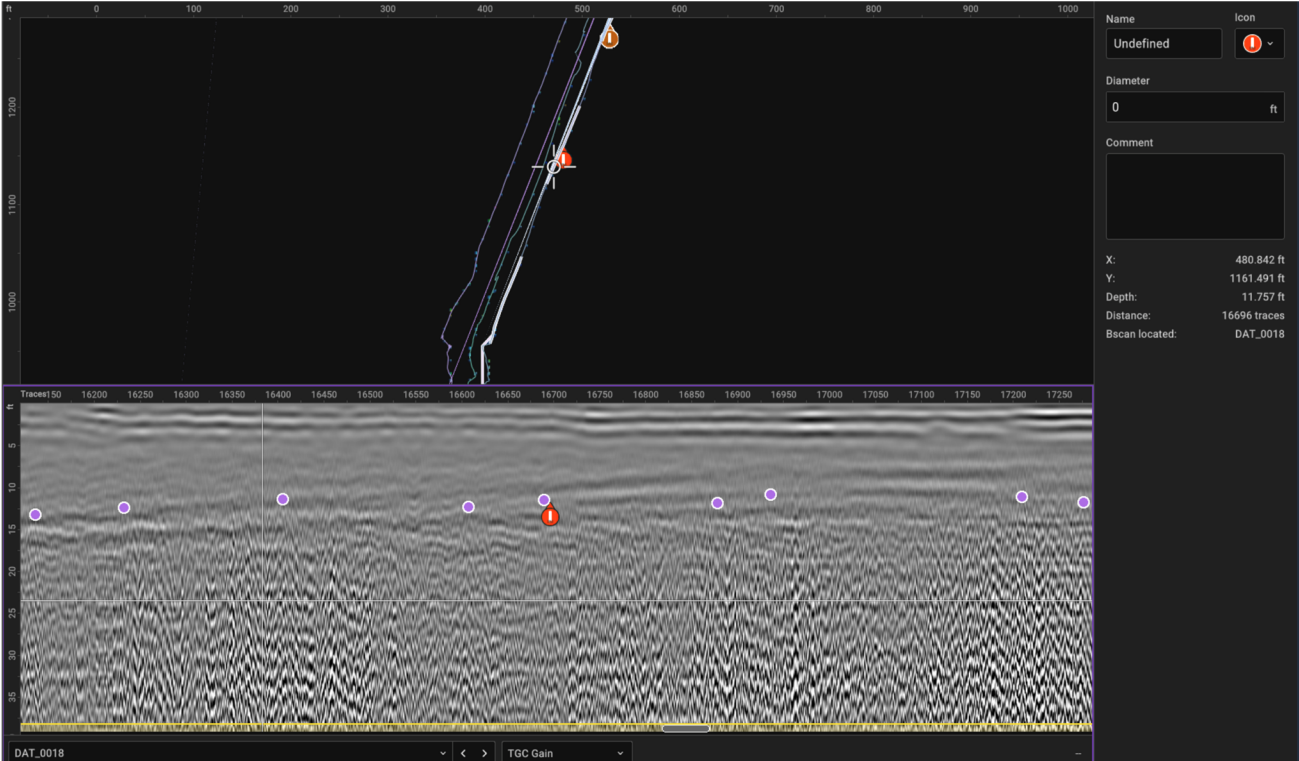 ft 0 100 200 300 400 500 600 700 800 900 1000
1200
1100
1000
Name
Icon
Undefined
Diameter
0 ft
Comment
X: 480.842 ft
Y: 1161.491 ft
Depth: 11.757 ft
Distance: 16696 traces
Bscan located: DAT_0018
Traces150 16200 16250 16300 16350 16400 16450 16500 16550 16600 16650 16700 16750 16800 16850 16900 16950 17000 17050 17100 17150 17200 17250
ft
5
10
15
20
25
30
35
DAT_0018
TGC Gain